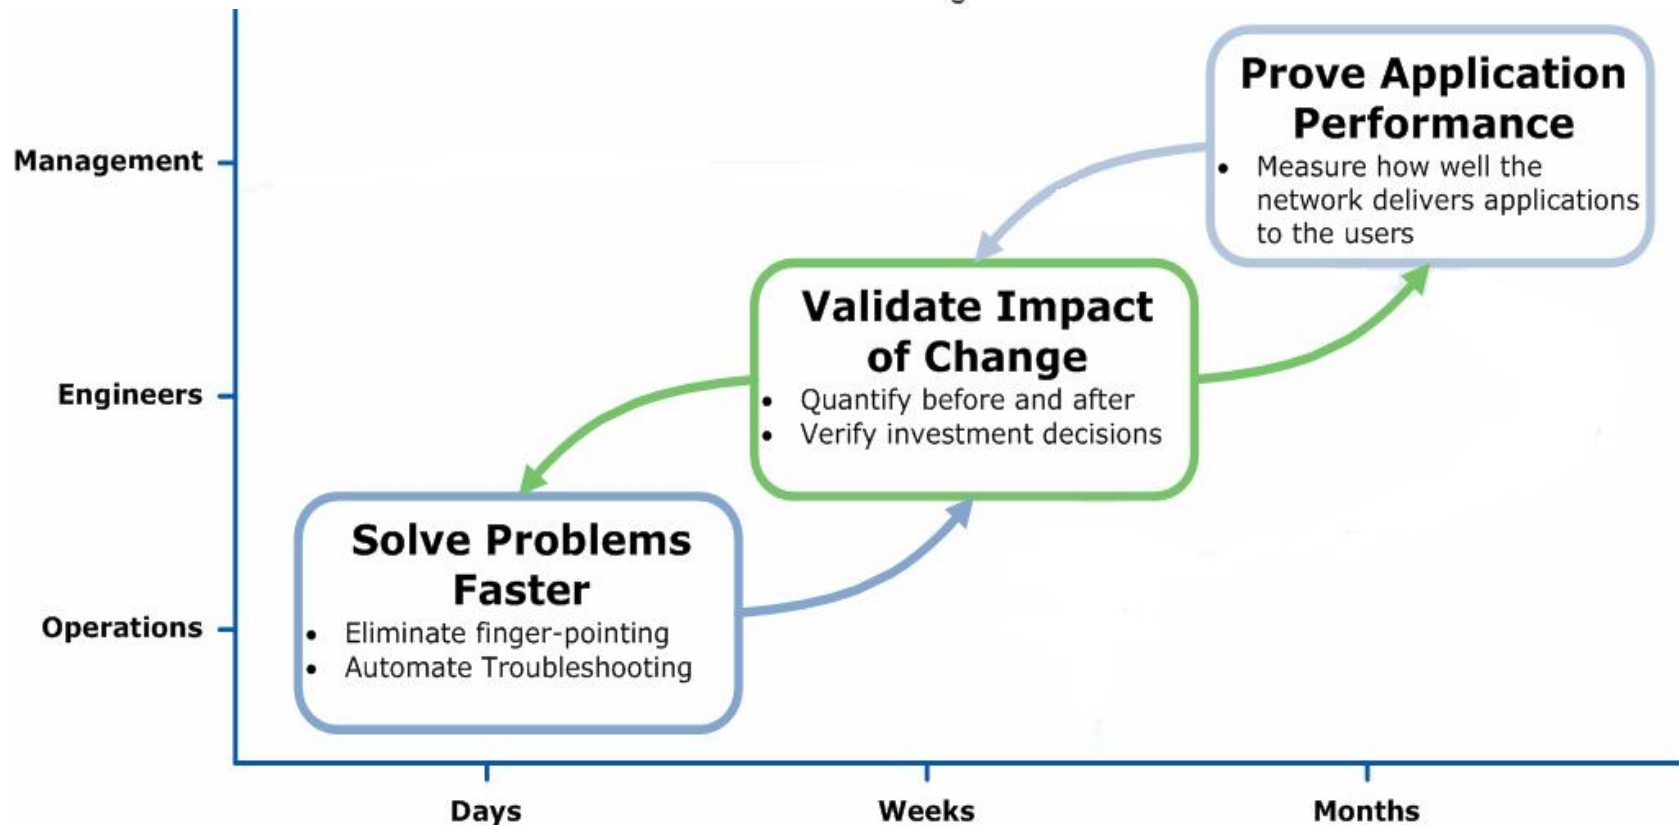 Prove Application
Performance
• Measure how well the
network delivers applications
to the users
Management
Validate Impact
of Change
• Quantify before and after
• Verify investment decisions
Engineers
Solve Problems
Faster
• Eliminate finger-pointing
• Automate Troubleshooting
Operations
Days
Weeks
Months